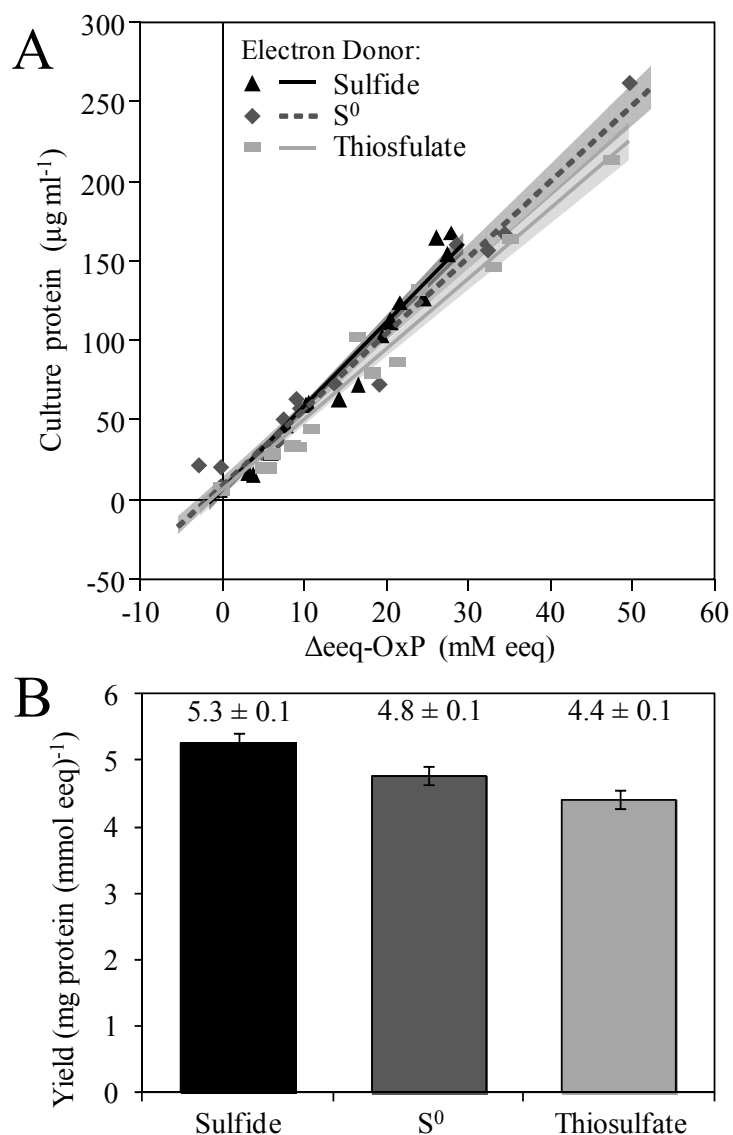 A
Culture protein (µg ml⁻¹)
300
250
200
150
100
50
0
-50
Electron Donor:
Sulfide
S⁰
Thiosfulate
-10 0 10 20 30 40 50 60
Δeeq-OxP (mM eeq)
B
Yield (mg protein (mmol eeq)⁻¹
6
5
4
3
2
1
0
5.3 ± 0.1 4.8 ± 0.1 4.4 ± 0.1
Sulfide S⁰ Thiosulfate